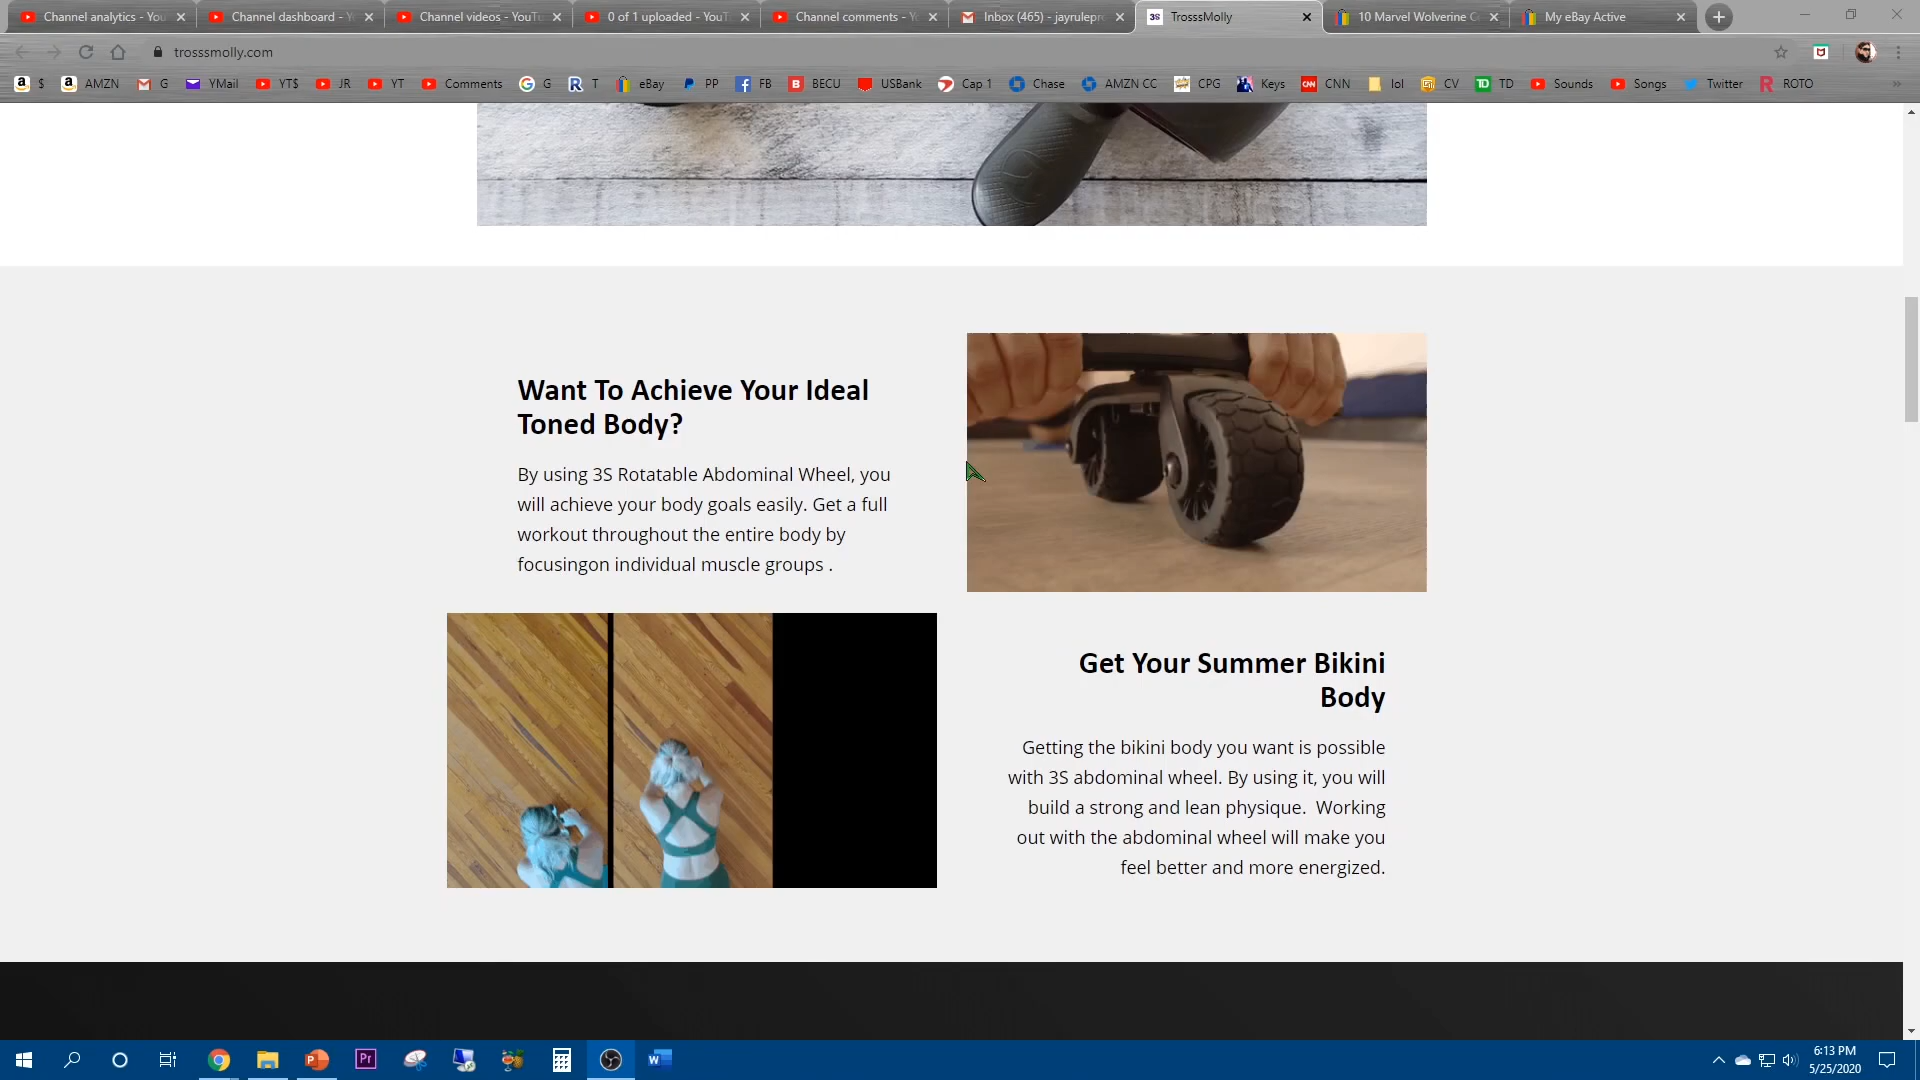 Channel analytics - You
Channel dashboard - Y
Channel videos - YouTu
0 of 1 uploaded - YouT
Channel comments - Y
Inbox (465) - jayrulepr
3S TrosssMolly
10 Marvel Wolverine C
My eBay Active
trosssmolly.com
$ AMZN G YMail YT$ JR YT Comments G T eBay PP FB BECU USBank Cap 1 Chase AMZN CC CPG Keys CNN lol CV TD Sounds Songs Twitter ROTO
Want To Achieve Your Ideal
Toned Body?
By using 3S Rotatable Abdominal Wheel, you
will achieve your body goals easily. Get a full
workout throughout the entire body by
focusingon individual muscle groups .
Get Your Summer Bikini
Body
Getting the bikini body you want is possible
with 3S abdominal wheel. By using it, you will
build a strong and lean physique.  Working
out with the abdominal wheel will make you
feel better and more energized.
6:13 PM
5/25/2020